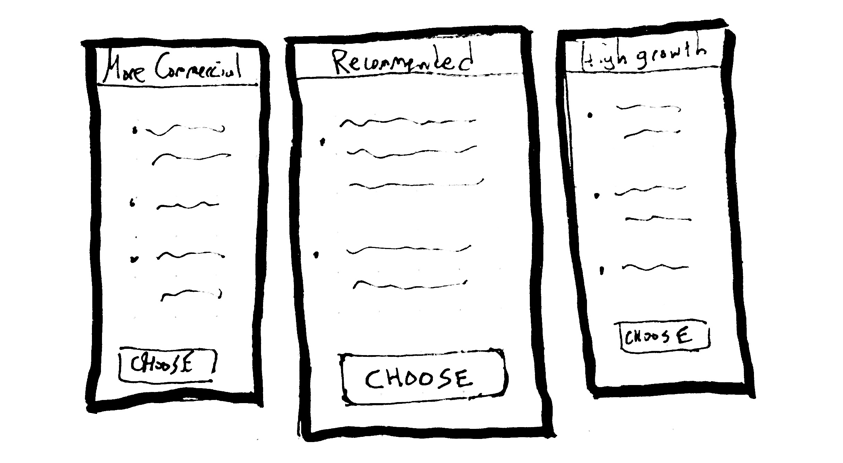 More Commercial
Recommended
High growth
CHOOSE
CHOOSE
CHOOSE